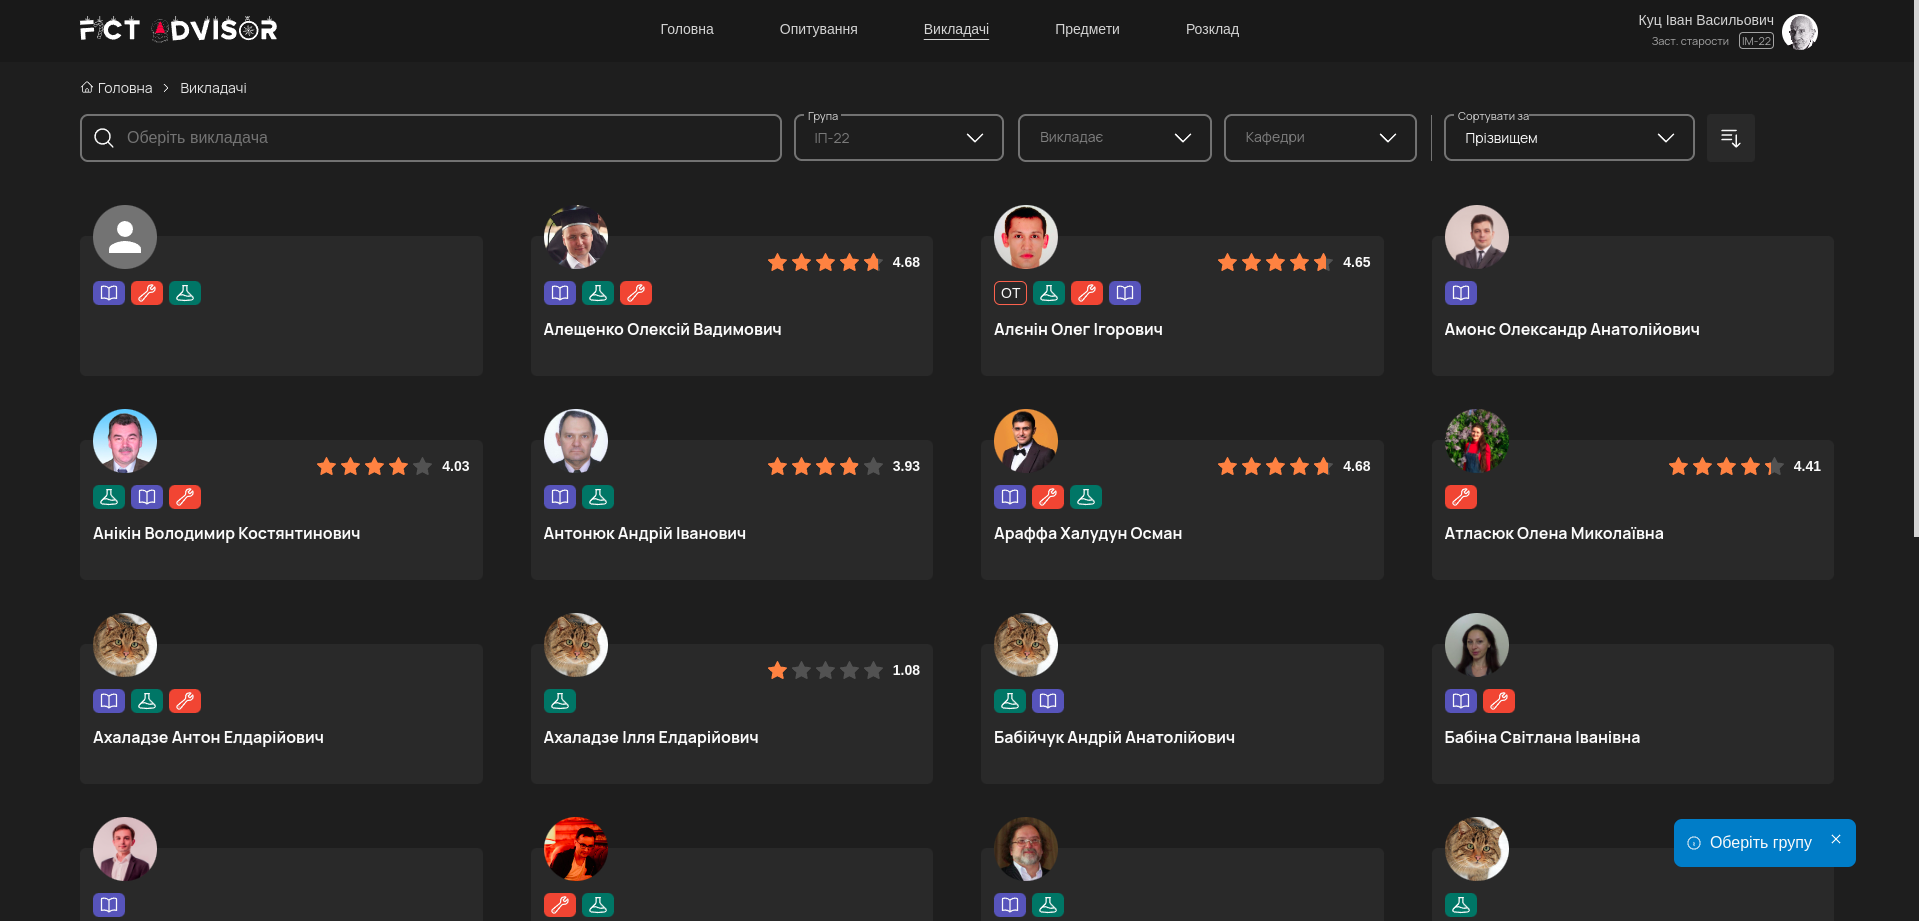 FICT ADVISOR
Головна
Опитування
Викладачі
Предмети
Розклад
Куц Іван Васильович
Заст. старости
ІМ-22
Головна > Викладачі
Оберіть викладача
Група
ІП-22
Викладає
Кафедри
Сортувати за
Прізвищем
4.68
Алещенко Олексій Вадимович
4.65
ОТ
Алєнін Олег Ігорович
Амонс Олександр Анатолійович
4.03
Анікін Володимир Костянтинович
3.93
Антонюк Андрій Іванович
4.68
Араффа Халудун Осман
4.41
Атласюк Олена Миколаївна
Ахаладзе Антон Елдарійович
1.08
Ахаладзе Ілля Елдарійович
Бабійчук Андрій Анатолійович
Бабіна Світлана Іванівна
Оберіть групу